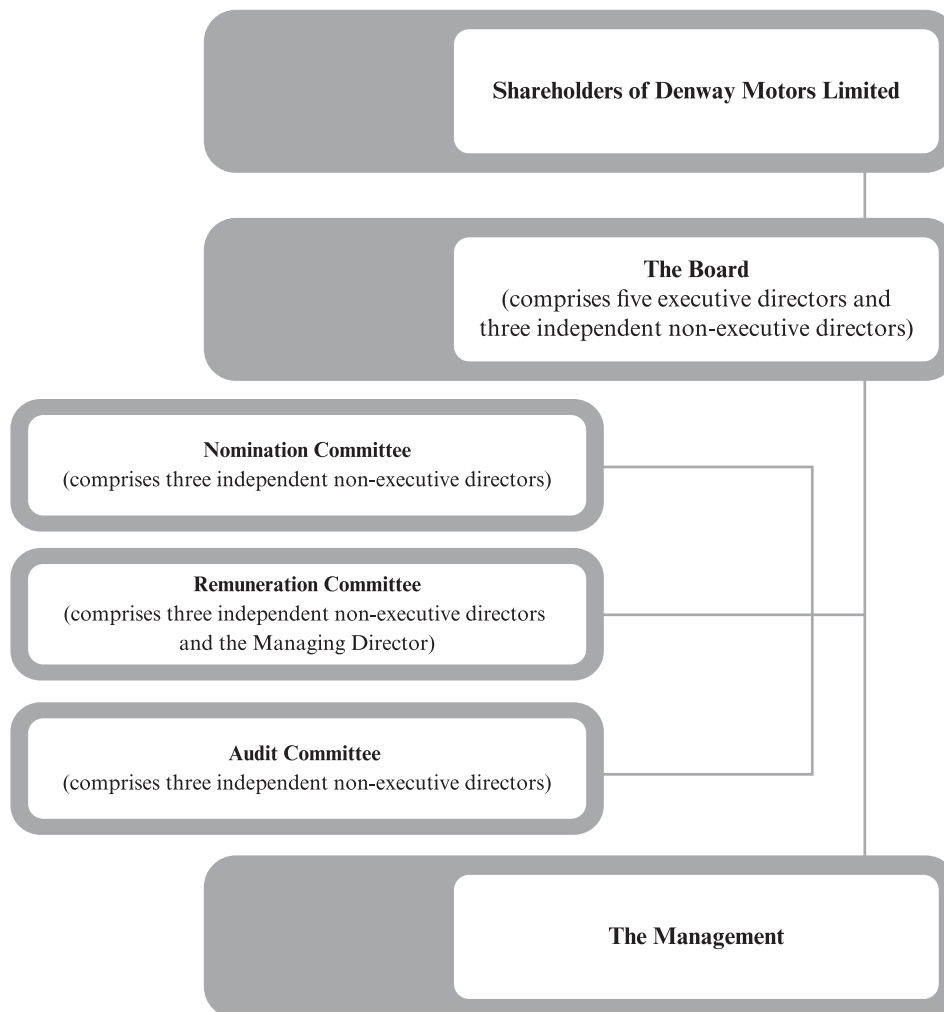 Shareholders of Denway Motors Limited
The Board
(comprises five executive directors and
three independent non-executive directors)
Nomination Committee
(comprises three independent non-executive directors)
Remuneration Committee
(comprises three independent non-executive directors
and the Managing Director)
Audit Committee
(comprises three independent non-executive directors)
The Management